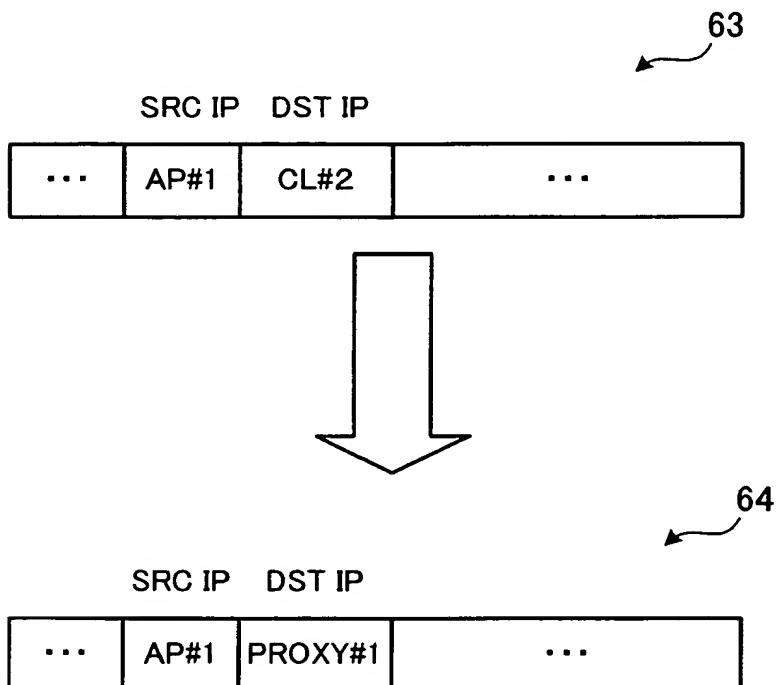 63
SRC IP DST IP
... AP#1 CL#2 ...
64
SRC IP DST IP
... AP#1 PROXY#1 ...